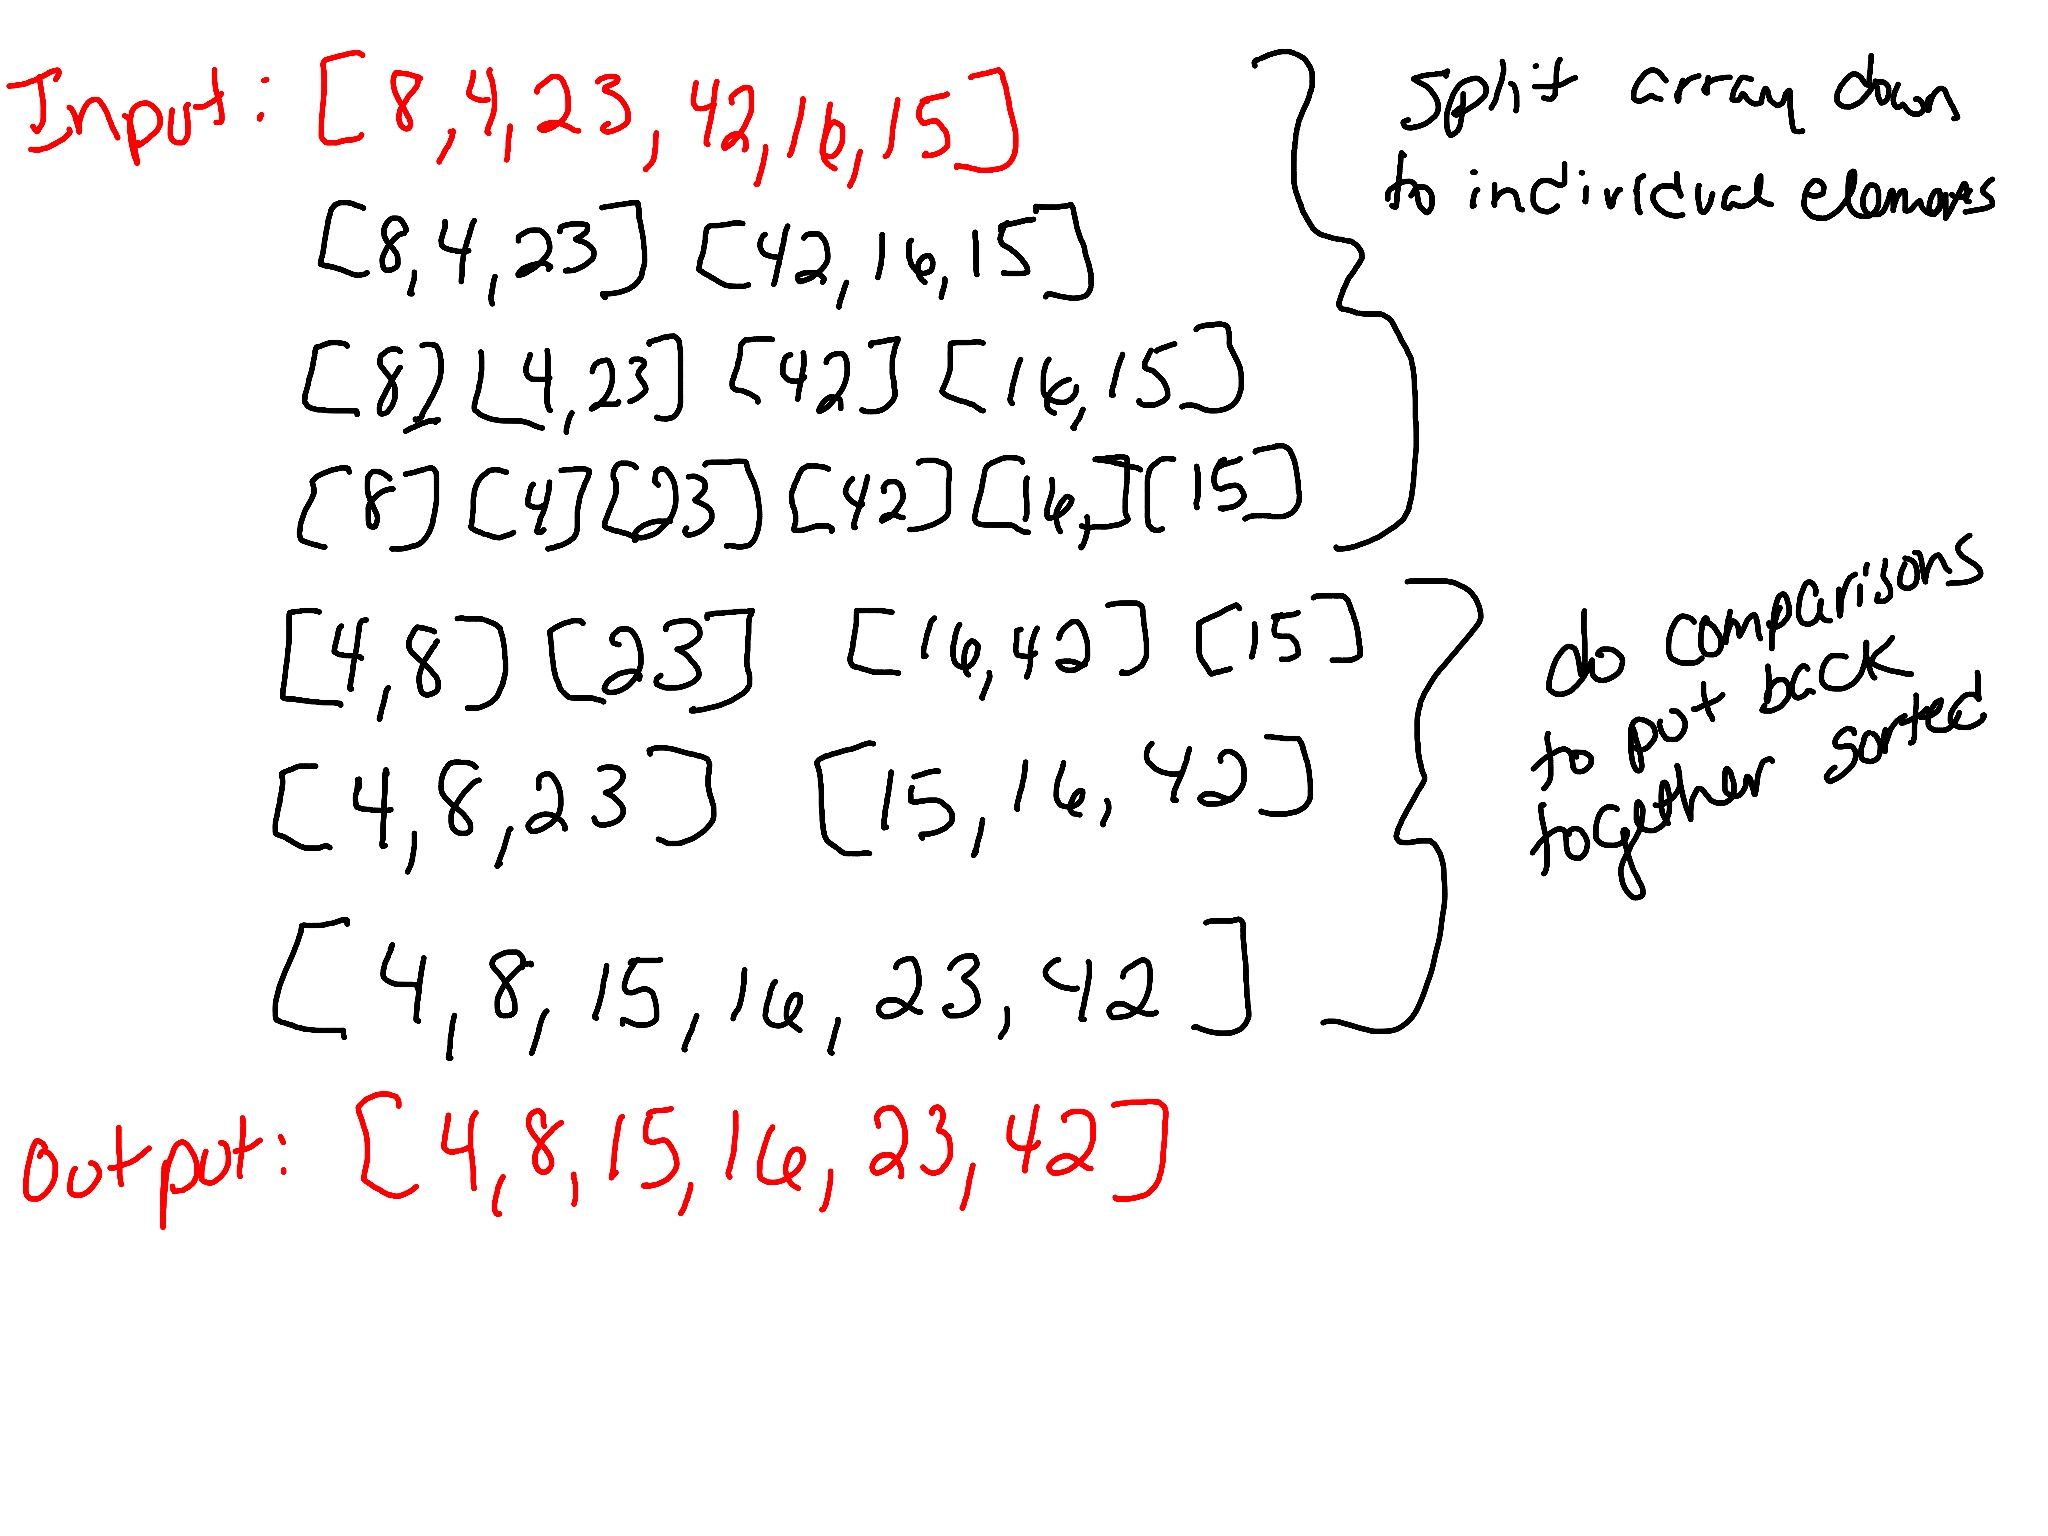 Input: [8,4,23,42,16,15]
split array down
to individual elements
[8,4,23] [42,16,15]
[8] [4,23] [42] [16,15]
[8] [4] [23] [42] [16,] [15]
[4,8] [23] [16,42] [15]
do comparisons
to put back
together sorted
[4,8,23] [15,16,42]
[4,8,15,16,23,42]
Output: [4,8,15,16,23,42]